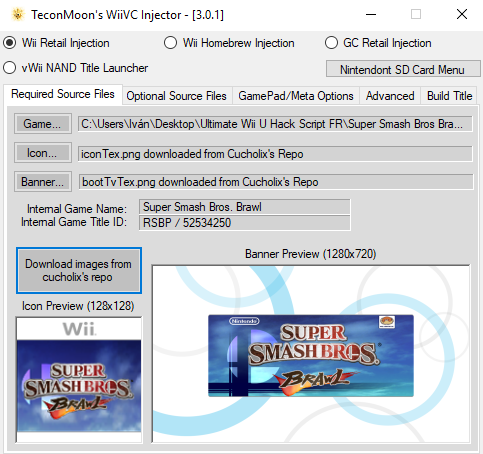 TeconMoon's WiiVC Injector - [3.0.1]
Wii Retail Injection
Wii Homebrew Injection
GC Retail Injection
vWii NAND Title Launcher
Nintendont SD Card Menu
Required Source Files
Optional Source Files
GamePad/Meta Options
Advanced
Build Title
Game...
C:\Users\Iván\Desktop\Ultimate Wii U Hack Script FR\Super Smash Bros Bra...
Icon...
iconTex.png downloaded from Cucholix's Repo
Banner...
bootTvTex.png downloaded from Cucholix's Repo
Internal Game Name:
Super Smash Bros. Brawl
Internal Game Title ID:
RSBP / 52534250
Download images from
cucholix's repo
Banner Preview (1280x720)
Icon Preview (128x128)
Wii
SUPER
SMASH BROS.
BRAWL
Nintendo
SUPER
SMASH BROS.
BRAWL